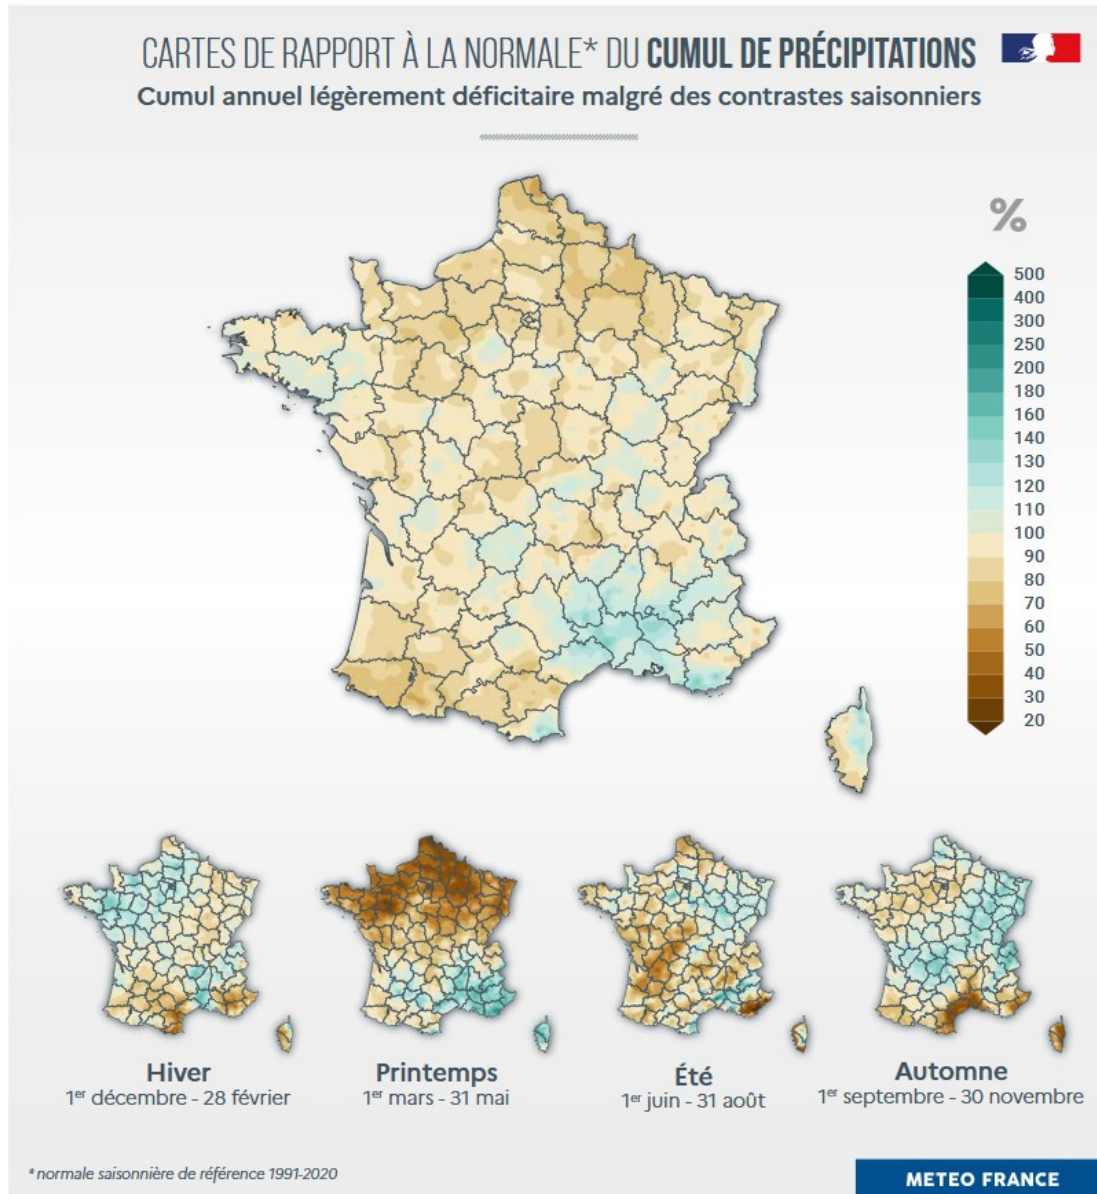 CARTES DE RAPPORT À LA NORMALE* DU CUMUL DE PRÉCIPITATIONS
Cumul annuel légèrement déficitaire malgré des contrastes saisonniers
%
500
400
300
250
200
180
160
140
130
120
110
100
90
80
70
60
50
40
30
20
Hiver
1er décembre - 28 février
Printemps
1er mars - 31 mai
Été
1er juin - 31 août
Automne
1er septembre - 30 novembre
*normale saisonnière de référence 1991-2020
METEO FRANCE